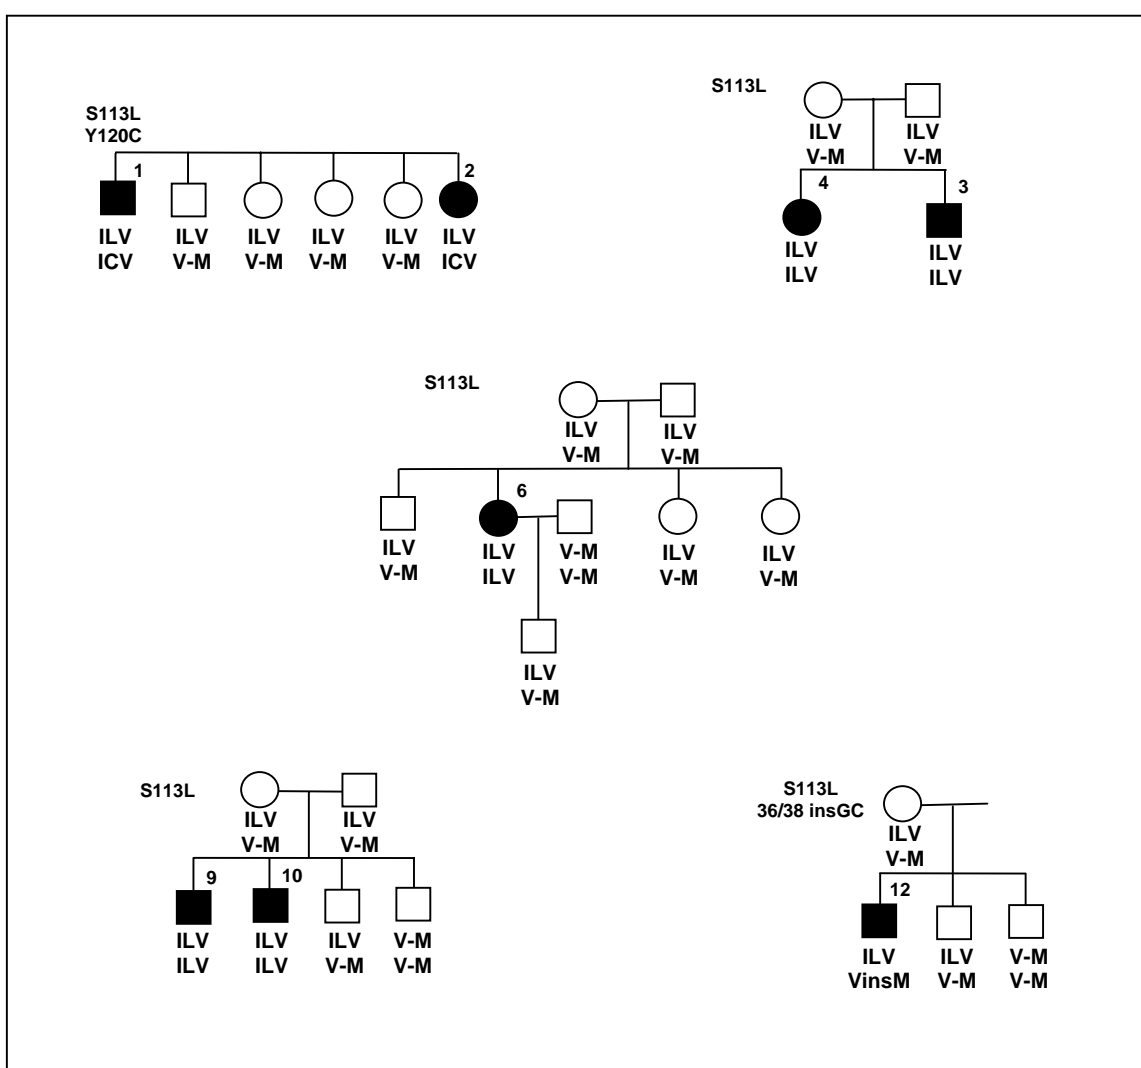 S113L
Y120C
1
2
ILV ILV ILV ILV ILV ILV
ICV V-M V-M V-M V-M ICV
S113L
ILV ILV
V-M V-M
4
3
ILV ILV
ILV ILV
S113L
ILV ILV
V-M V-M
6
ILV ILV V-M ILV ILV
V-M ILV V-M V-M V-M
ILV
V-M
S113L
ILV ILV
V-M V-M
9
10
ILV ILV ILV V-M
ILV ILV V-M V-M
S113L
36/38 insGC
ILV
V-M
12
ILV ILV V-M
VinsM V-M V-M